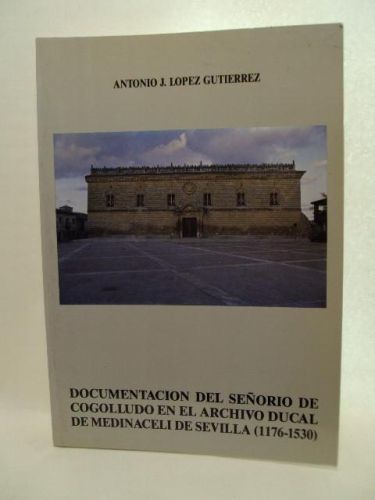 ANTONIO J. LOPEZ GUTIERREZ
DOCUMENTACION DEL SEÑORIO DE
COGOLLUDO EN EL ARCHIVO DUCAL
DE MEDINACELI DE SEVILLA (1176-1530)